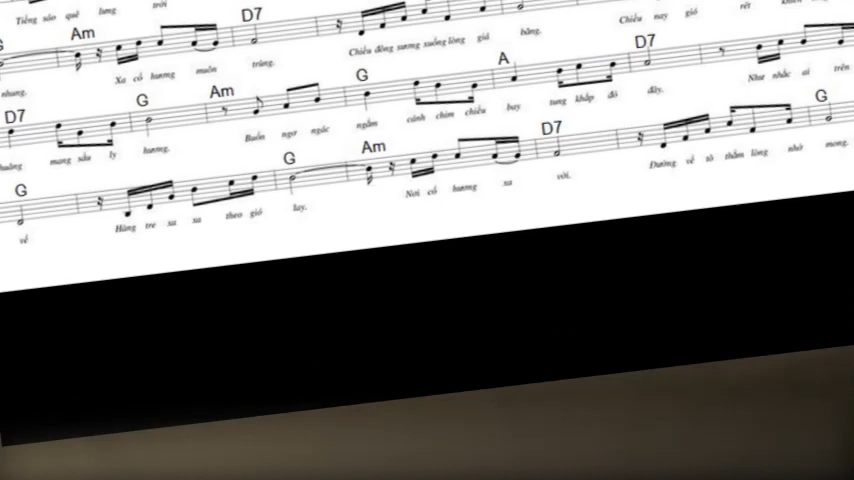 Tiếng sáo quê lưng trời
Am D7
nhung. Xa cố hương muôn trùng. Chiều đông sương xuống lòng giá băng. Chiều nay gió rét
D7 G Am G A D7
mang sầu ly hương. Buồn ngơ ngác ngắm cánh chim chiều bay tung khắp đó đây. Như nhắc ai trên
G G Am D7 G
về Hàng tre xa xa theo gió lay. Nơi cố hương xa vời. Đường về tô thắm lòng nhớ mong.